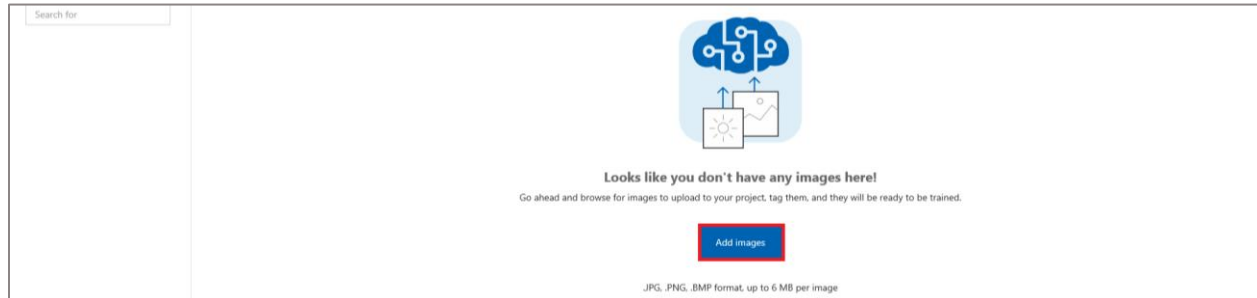 Search for
Looks like you don't have any images here!
Go ahead and browse for images to upload to your project, tag them, and they will be ready to be trained.
Add images
.JPG, .PNG, .BMP format, up to 6 MB per image